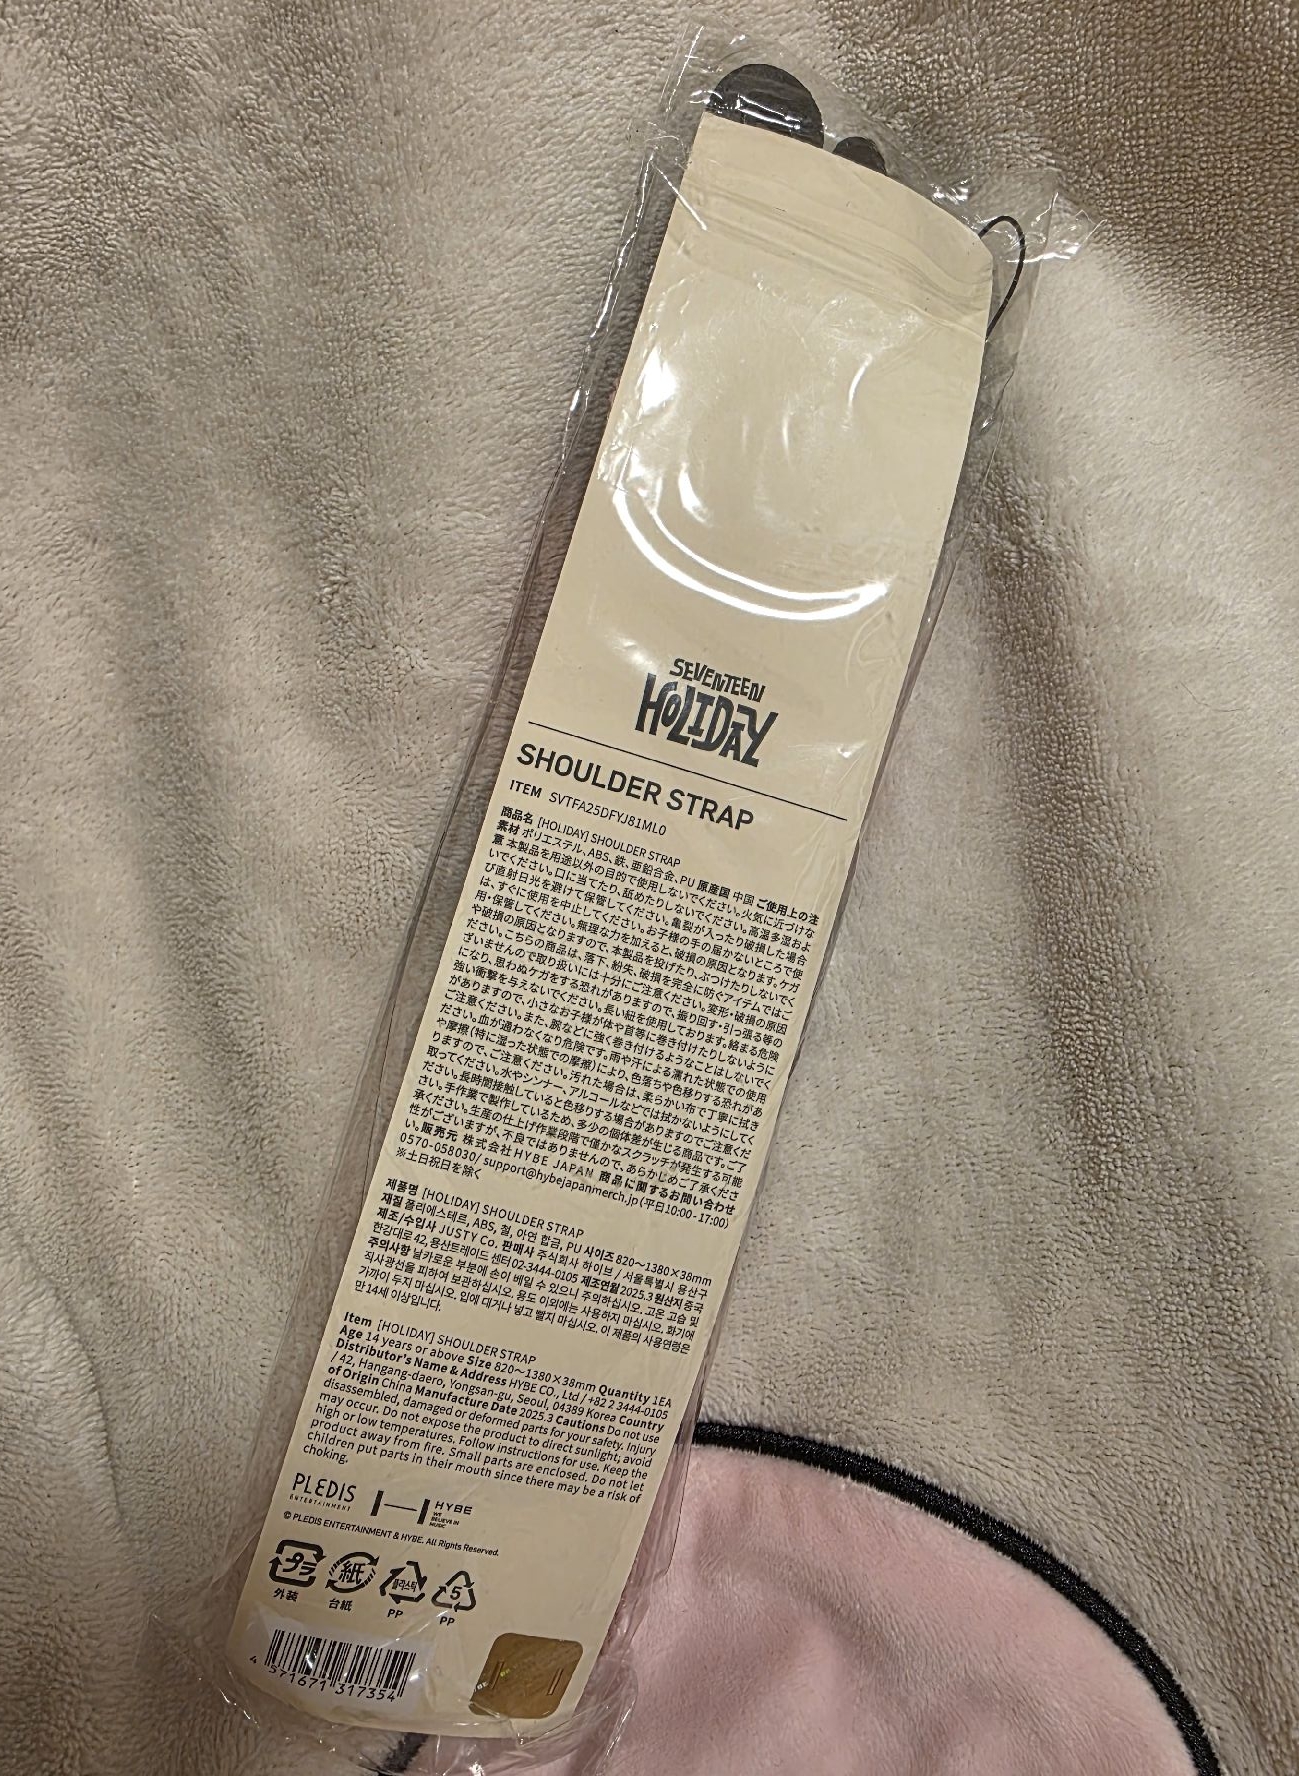 SEVENTEEN
HOLIDAY
SHOULDER STRAP
ITEM SVTFA25DFYJ81ML0
商品名 [HOLIDAY] SHOULDER STRAP
素材 ポリエステル、ABS、鉄、亜鉛合金、PU 原産国 中国 ご使用上の注
意 本製品を用途以外の目的で使用しないでください。火気に近づけな
いでください。口に当てたり、舐めたりしないでください。高温多湿およ
び直射日光を避けて保管してください。亀裂が入ったり破損した場合
は、すぐに使用を中止してください。お子様の手の届かないところで使
用・保管してください。無理な力を加えると、破損の原因となります。ケガ
や破損の原因となりますので、本製品を投げたり、ぶつけたりしないでく
ださい。こちらの商品は、落下、紛失、破損を完全に防ぐアイテムではご
ざいませんので取り扱いには十分にご注意ください。変形・破損の原因
になり、思わぬケガをする恐れがありますので、振り回す・引っ張る等の
強い衝撃を与えないでください。長い紐を使用しております。絡まる危険
がありますので、小さなお子様が体や首等に巻き付けたりしないように
ご注意ください。また、腕などに強く巻き付けるようなことはしないでく
ださい。血が通わなくなり危険です。雨や汗による濡れた状態での使用
や摩擦（特に湿った状態での摩擦）により、色落ちや色移りする恐れがあ
りますので、ご注意ください。汚れた場合は、柔らかい布で丁寧に拭き
取ってください。水やシンナー、アルコールなどでは拭かないようにしてく
ださい。長時間接触していると色移りする場合がありますのでご注意くだ
さい。手作業で製作しているため、多少の個体差が生じる商品です。ご了
承ください。生産の仕上げ作業段階で僅かなスクラッチが発生する可能
性がございますが、不良ではありませんので、あらかじめご了承くださ
い。販売元 株式会社HYBE JAPAN 商品に関するお問い合わせ
0570-058030/ support@hybejapanmerch.jp(平日10:00-17:00)
※土日祝日を除く
제품명 [HOLIDAY] SHOULDER STRAP
재질 폴리에스테르, ABS, 철, 아연 합금, PU 사이즈 820～1380×38mm
제조/수입사 JUSTY Co. 판매사 주식회사 하이브 / 서울특별시 용산구
한강대로 42, 용산트레이드 센터 02-3444-0105 제조연월 2025.3 원산지 중국
주의사항 날카로운 부분에 손이 베일 수 있으니 주의하십시오. 고온 고습 및
직사광선을 피하여 보관하십시오. 용도 이외에는 사용하지 마십시오. 화기에
가까이 두지 마십시오. 입에 대거나 넣고 빨지 마십시오. 이 제품의 사용연령은
만 14세 이상입니다.
Item [HOLIDAY] SHOULDER STRAP
Age 14 years or above Size 820～1380×38mm Quantity 1EA
Distributor's Name & Address HYBE CO., Ltd / +82 2 3444-0105
/ 42, Hangang-daero, Yongsan-gu, Seoul, 04389 Korea Country
of Origin China Manufacture Date 2025.3 Cautions Do not use
disassembled, damaged or deformed parts for your safety. Injury
may occur. Do not expose the product to direct sunlight; avoid
high or low temperatures. Follow instructions for use. Keep the
product away from fire. Small parts are enclosed. Do not let
children put parts in their mouth since there may be a risk of
choking.
PLEDIS
ENTERTAINMENT
HYBE
WE
BELIEVE IN
MUSIC
© PLEDIS ENTERTAINMENT & HYBE. All Rights Reserved.
プラ 紙 플라스틱 5
外装 台紙 PP PP
4 571671 317354